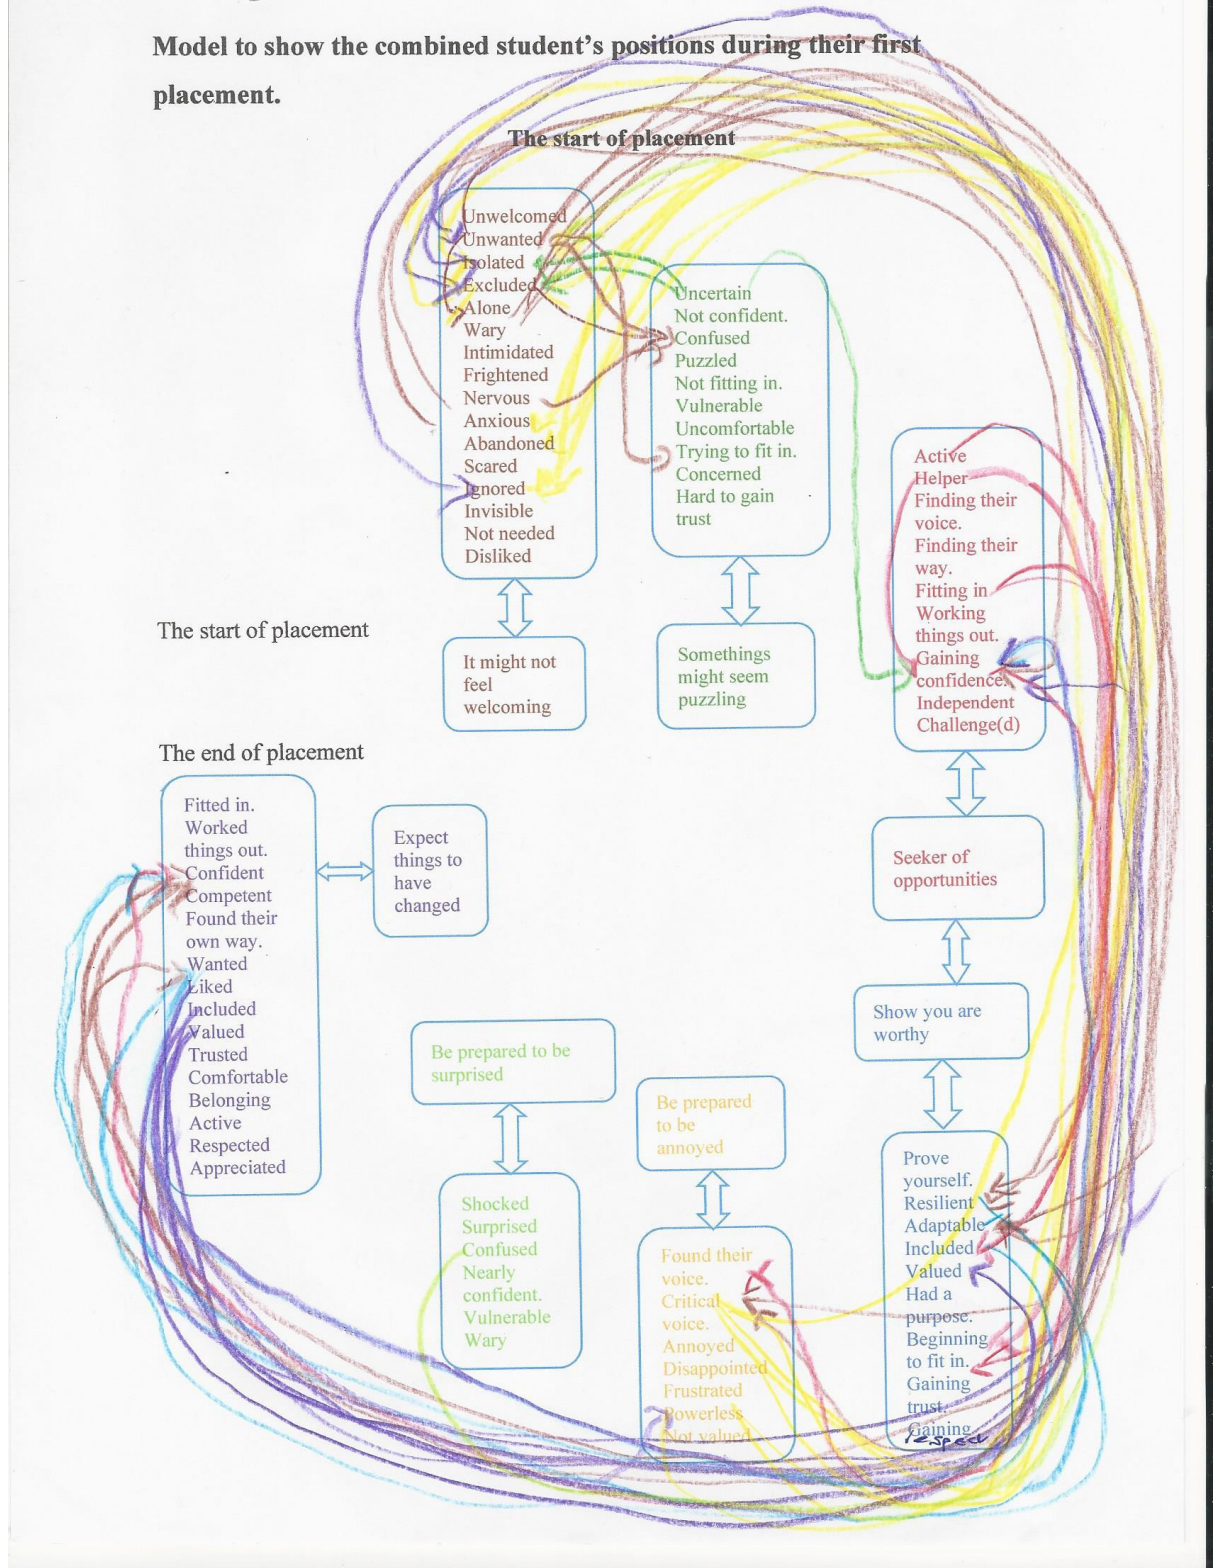 Model to show the combined student's positions during their first
placement.
The start of placement
Unwelcomed
Unwanted
Isolated
Excluded
Alone
Wary
Intimidated
Frightened
Nervous
Anxious
Abandoned
Scared
Ignored
Invisible
Not needed
Disliked
Uncertain
Not confident.
Confused
Puzzled
Not fitting in.
Vulnerable
Uncomfortable
Trying to fit in.
Concerned
Hard to gain
trust
Active
Helper
Finding their
voice.
Finding their
way.
Fitting in
Working
things out.
Gaining
confidence.
Independent
Challenge(d)
The start of placement
It might not
feel
welcoming
Somethings
might seem
puzzling
The end of placement
Fitted in.
Worked
things out.
Confident
Competent
Found their
own way.
Wanted
Liked
Included
Valued
Trusted
Comfortable
Belonging
Active
Respected
Appreciated
Expect
things to
have
changed
Seeker of
opportunities
Show you are
worthy
Be prepared to be
surprised
Be prepared
to be
annoyed
Shocked
Surprised
Confused
Nearly
confident.
Vulnerable
Wary
Found their
voice.
Critical
voice.
Annoyed
Disappointed
Frustrated
Powerless
Not valued
Prove
yourself.
Resilient
Adaptable
Included
Valued
Had a
purpose.
Beginning
to fit in.
Gaining
trust.
Gaining
respect